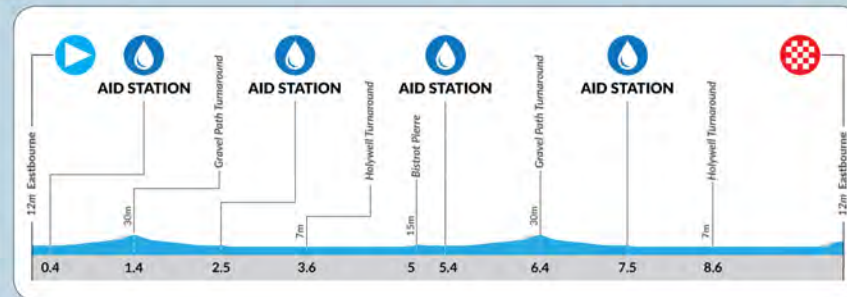 AID STATION
AID STATION
AID STATION
AID STATION
12m Eastbourne
30m
Gravel Path Turnaround
7m
Holywell Turnaround
15m
Bistrot Pierre
30m
Gravel Path Turnaround
7m
Holywell Turnaround
12m Eastbourne
0.4
1.4
2.5
3.6
5
5.4
6.4
7.5
8.6